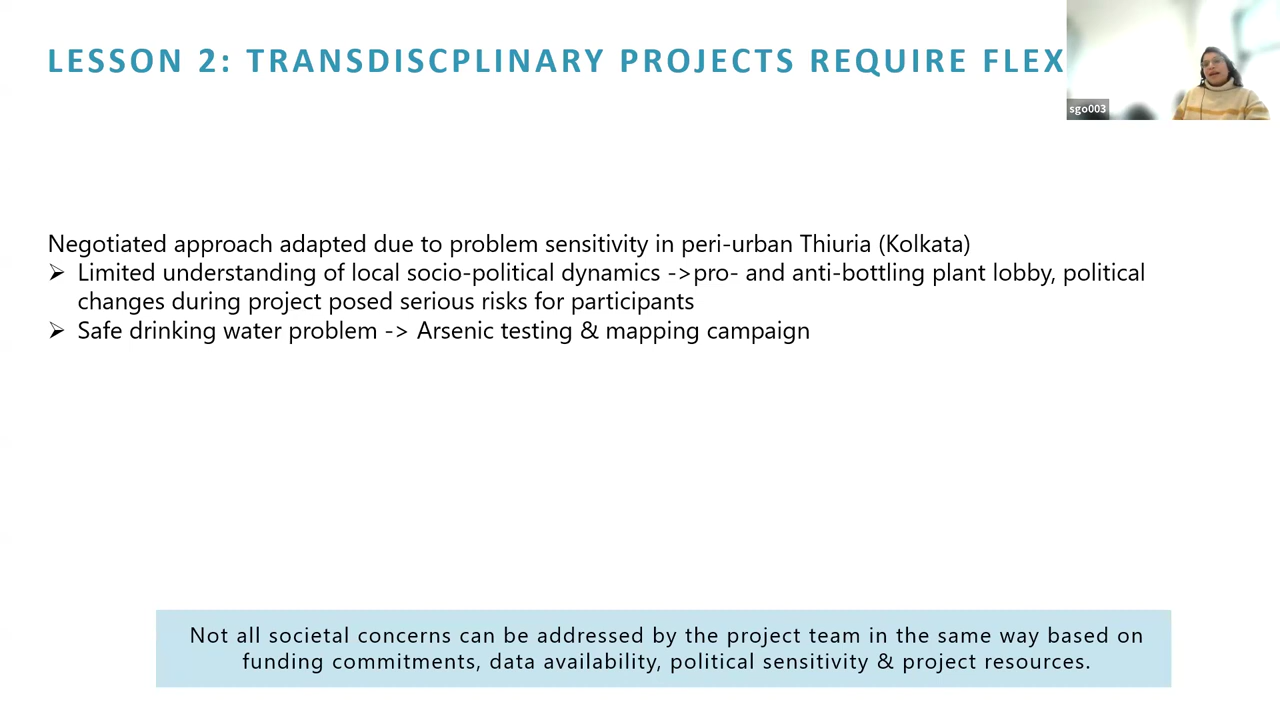 LESSON 2: TRANSDISCPLINARY PROJECTS REQUIRE FLEX
sgo003
Negotiated approach adapted due to problem sensitivity in peri-urban Thiuria (Kolkata)
➢ Limited understanding of local socio-political dynamics ->pro- and anti-bottling plant lobby, political
changes during project posed serious risks for participants
➢ Safe drinking water problem -> Arsenic testing & mapping campaign
Not all societal concerns can be addressed by the project team in the same way based on
funding commitments, data availability, political sensitivity & project resources.